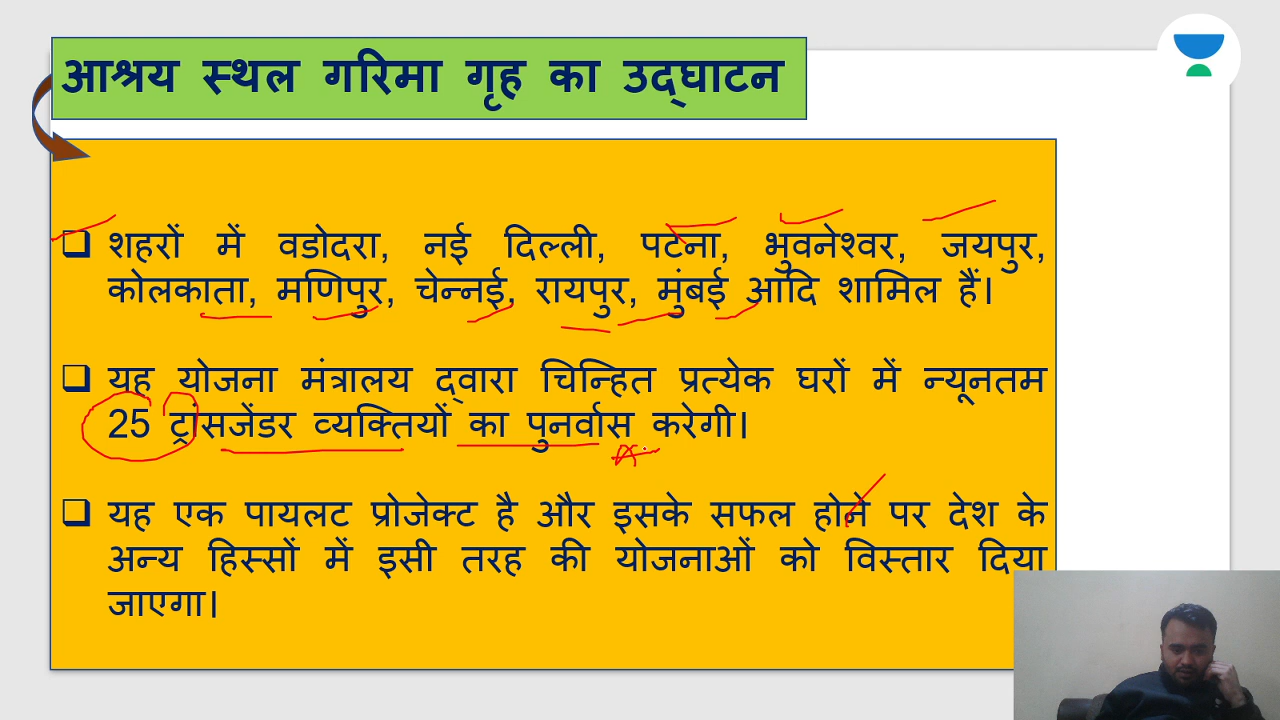 आश्रय स्थल गरिमा गृह का उद्घाटन
❑ शहरों में वडोदरा, नई दिल्ली, पटना, भुवनेश्वर, जयपुर,
कोलकाता, मणिपुर, चेन्नई, रायपुर, मुंबई आदि शामिल हैं।
❑ यह योजना मंत्रालय द्वारा चिन्हित प्रत्येक घरों में न्यूनतम
25 ट्रांसजेंडर व्यक्तियों का पुनर्वास करेगी।
❑ यह एक पायलट प्रोजेक्ट है और इसके सफल होने पर देश के
अन्य हिस्सों में इसी तरह की योजनाओं को विस्तार दिया
जाएगा।